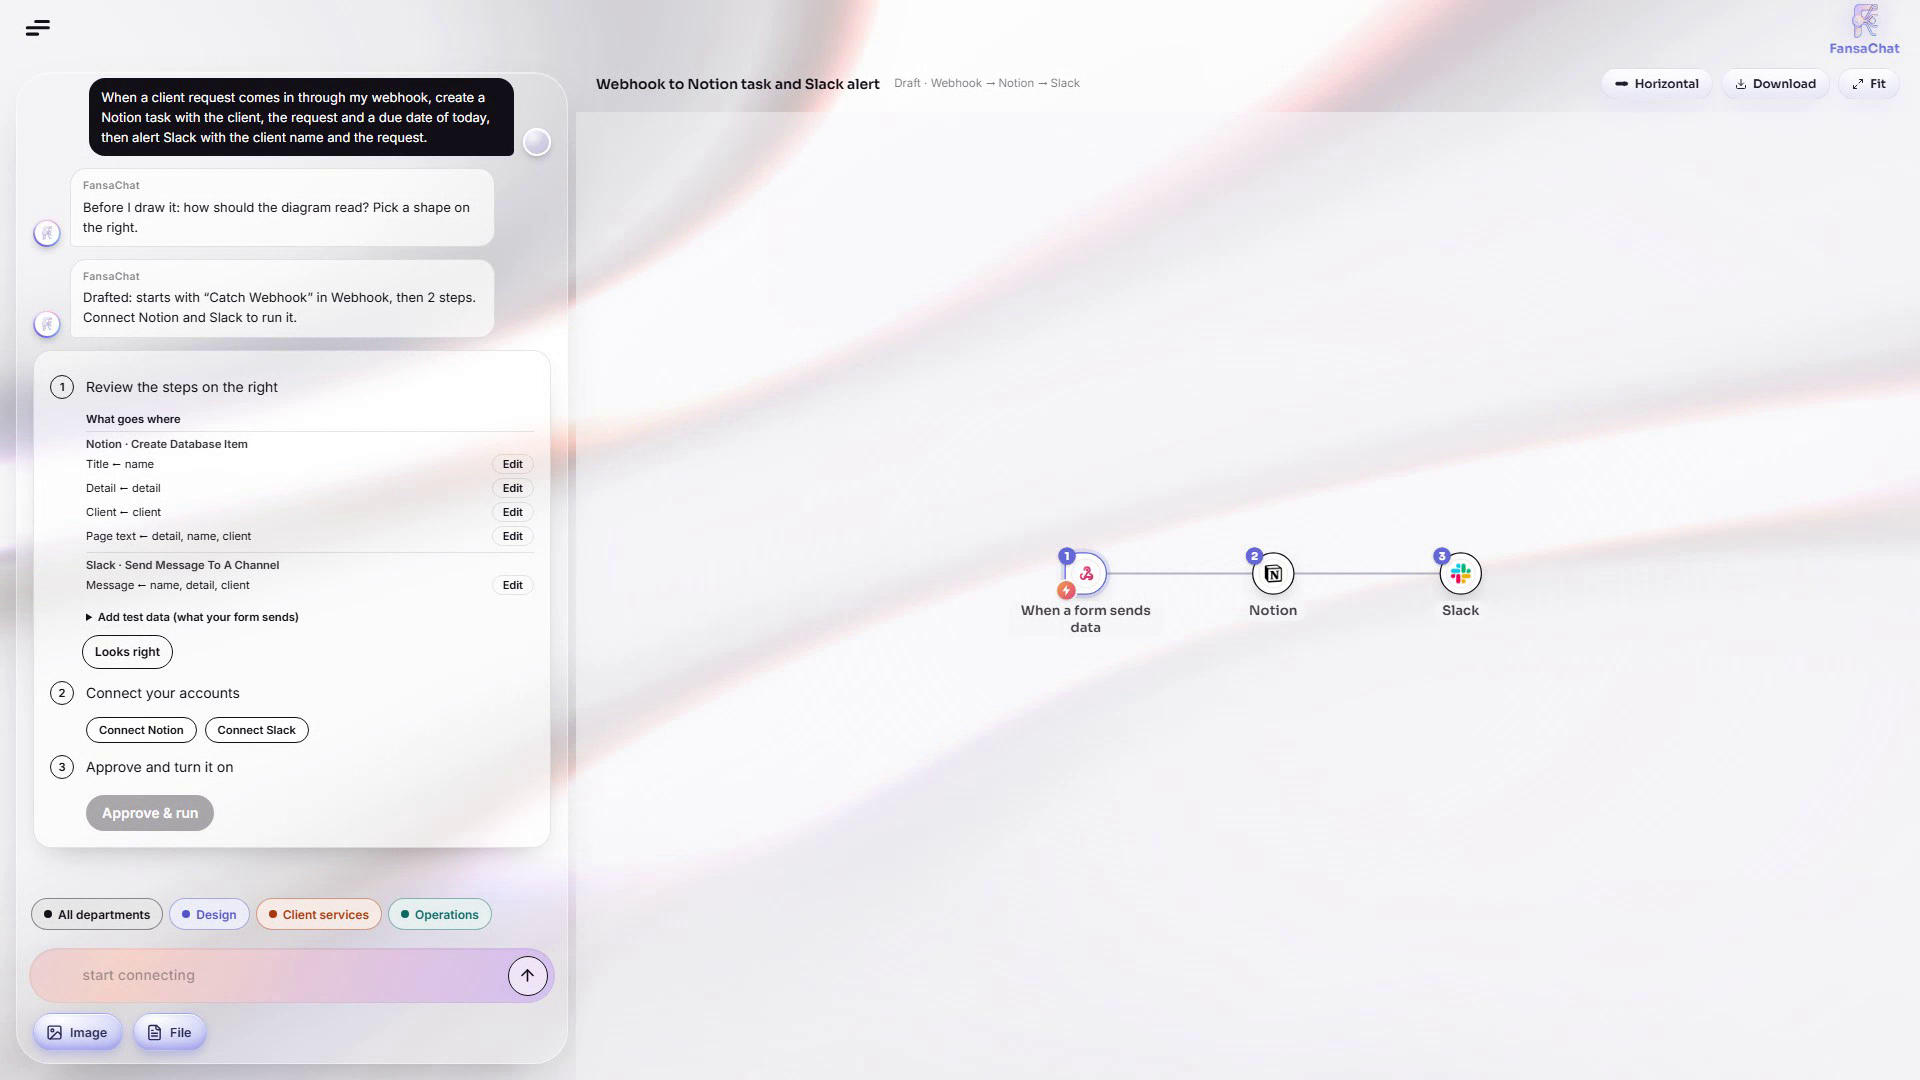 FansaChat
When a client request comes in through my webhook, create a
Notion task with the client, the request and a due date of today,
then alert Slack with the client name and the request.
FansaChat
Before I draw it: how should the diagram read? Pick a shape on
the right.
FansaChat
Drafted: starts with “Catch Webhook” in Webhook, then 2 steps.
Connect Notion and Slack to run it.
1 Review the steps on the right
What goes where
Notion · Create Database Item
Title ← name Edit
Detail ← detail Edit
Client ← client Edit
Page text ← detail, name, client Edit
Slack · Send Message To A Channel
Message ← name, detail, client Edit
▶ Add test data (what your form sends)
Looks right
2 Connect your accounts
Connect Notion Connect Slack
3 Approve and turn it on
Approve & run
All departments Design Client services Operations
start connecting
Image File
Webhook to Notion task and Slack alert Draft · Webhook → Notion → Slack
Horizontal Download Fit
1 2 3
When a form sends
data
Notion
Slack